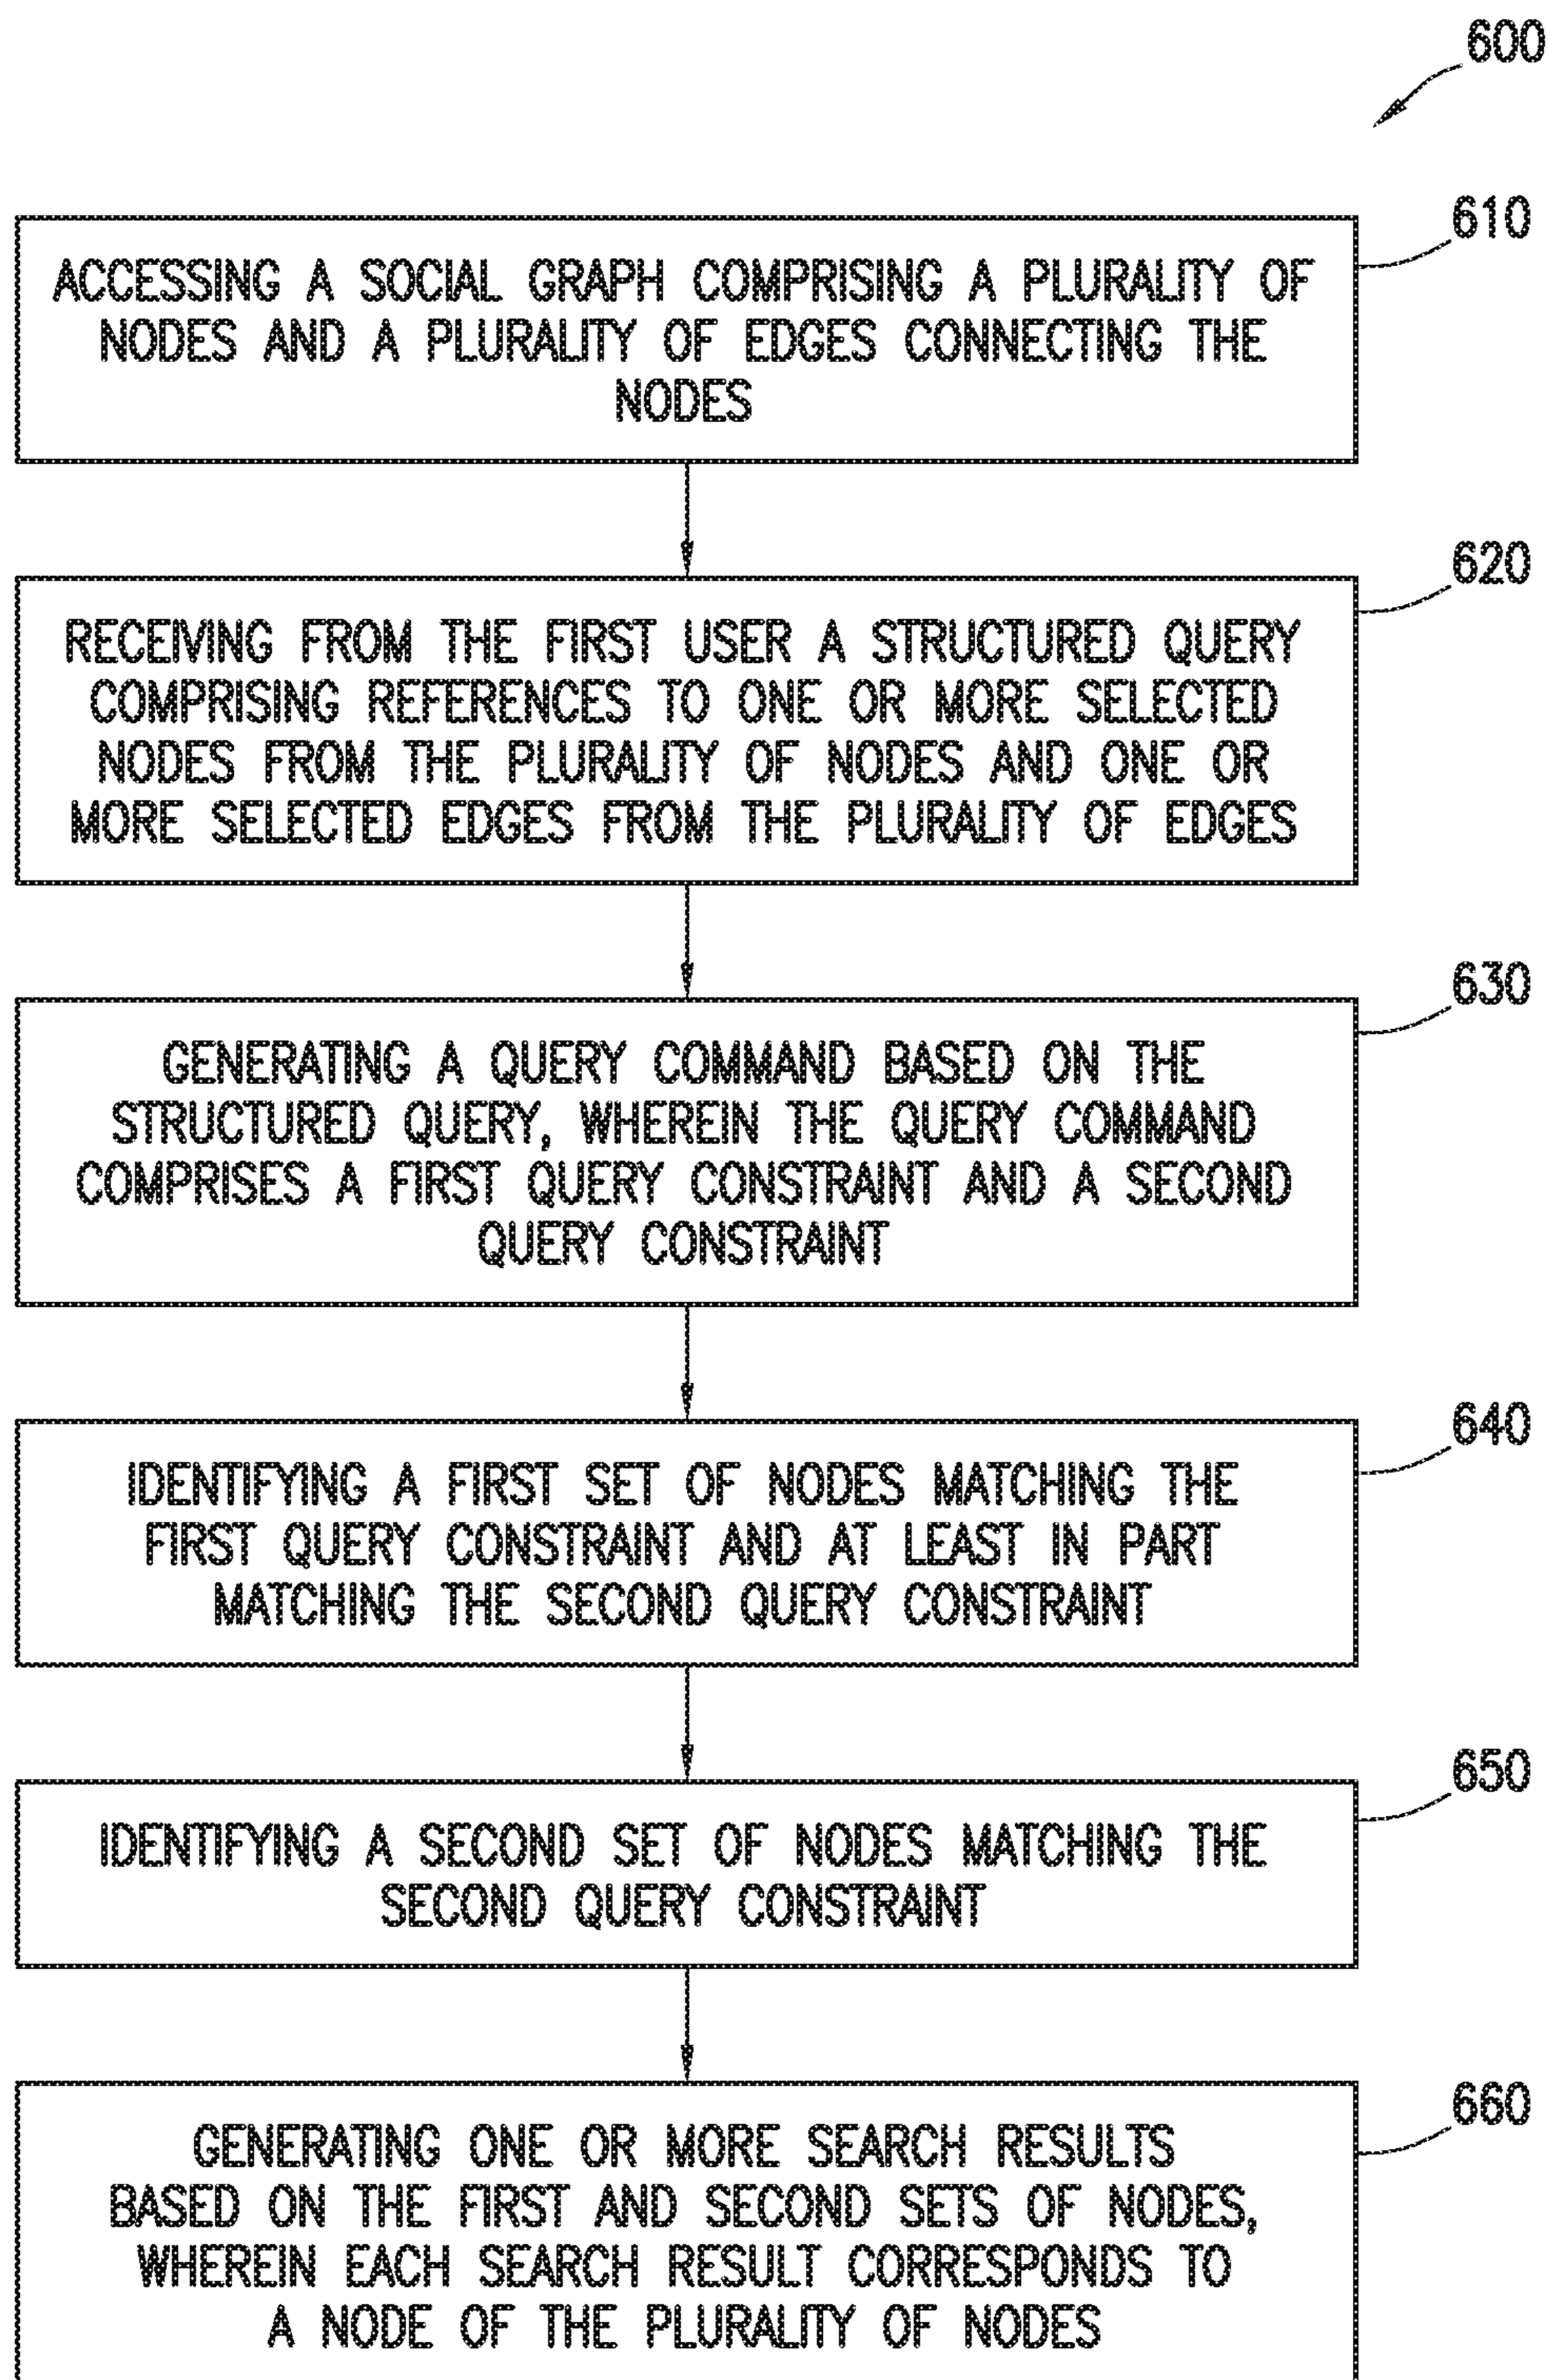 600
610
ACCESSING A SOCIAL GRAPH COMPRISING A PLURALITY OF
NODES AND A PLURALITY OF EDGES CONNECTING THE
NODES
620
RECEIVING FROM THE FIRST USER A STRUCTURED QUERY
COMPRISING REFERENCES TO ONE OR MORE SELECTED
NODES FROM THE PLURALITY OF NODES AND ONE OR
MORE SELECTED EDGES FROM THE PLURALITY OF EDGES
630
GENERATING A QUERY COMMAND BASED ON THE
STRUCTURED QUERY, WHEREIN THE QUERY COMMAND
COMPRISES A FIRST QUERY CONSTRAINT AND A SECOND
QUERY CONSTRAINT
640
IDENTIFYING A FIRST SET OF NODES MATCHING THE
FIRST QUERY CONSTRAINT AND AT LEAST IN PART
MATCHING THE SECOND QUERY CONSTRAINT
650
IDENTIFYING A SECOND SET OF NODES MATCHING THE
SECOND QUERY CONSTRAINT
660
GENERATING ONE OR MORE SEARCH RESULTS
BASED ON THE FIRST AND SECOND SETS OF NODES,
WHEREIN EACH SEARCH RESULT CORRESPONDS TO
A NODE OF THE PLURALITY OF NODES